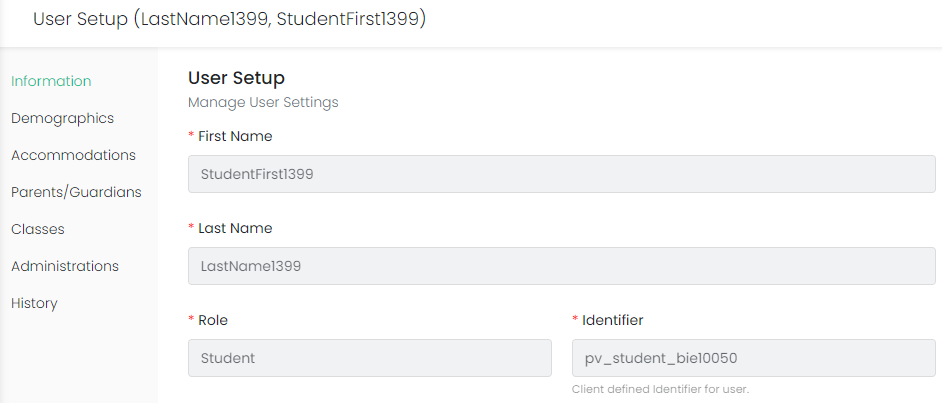 User Setup (LastName1399, StudentFirst1399)
Information
Demographics
Accommodations
Parents/Guardians
Classes
Administrations
History
User Setup
Manage User Settings
* First Name
StudentFirst1399
* Last Name
LastName1399
* Role
Student
* Identifier
pv_student_bie10050
Client defined Identifier for user.